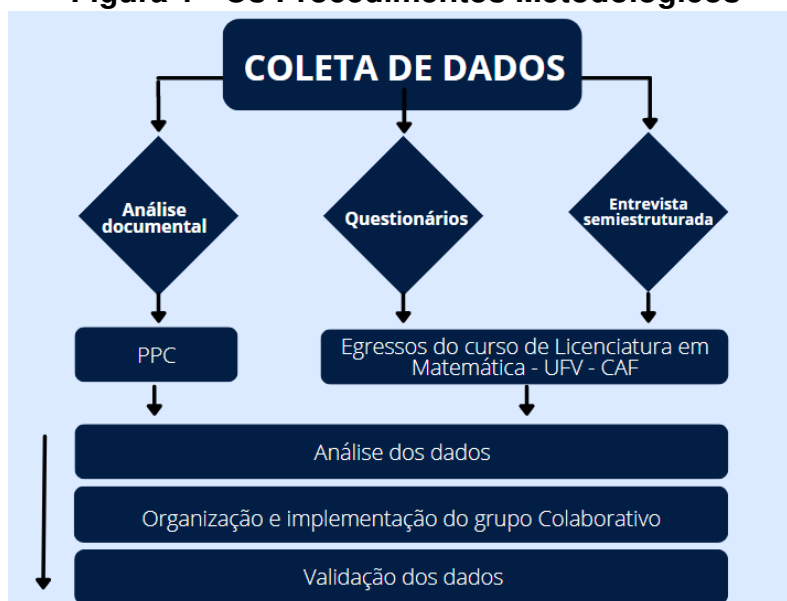 COLETA DE DADOS
Análise
documental
Questionários
Entrevista
semiestruturada
PPC
Egressos do curso de Licenciatura em
Matemática - UFV - CAF
Análise dos dados
Organização e implementação do grupo Colaborativo
Validação dos dados